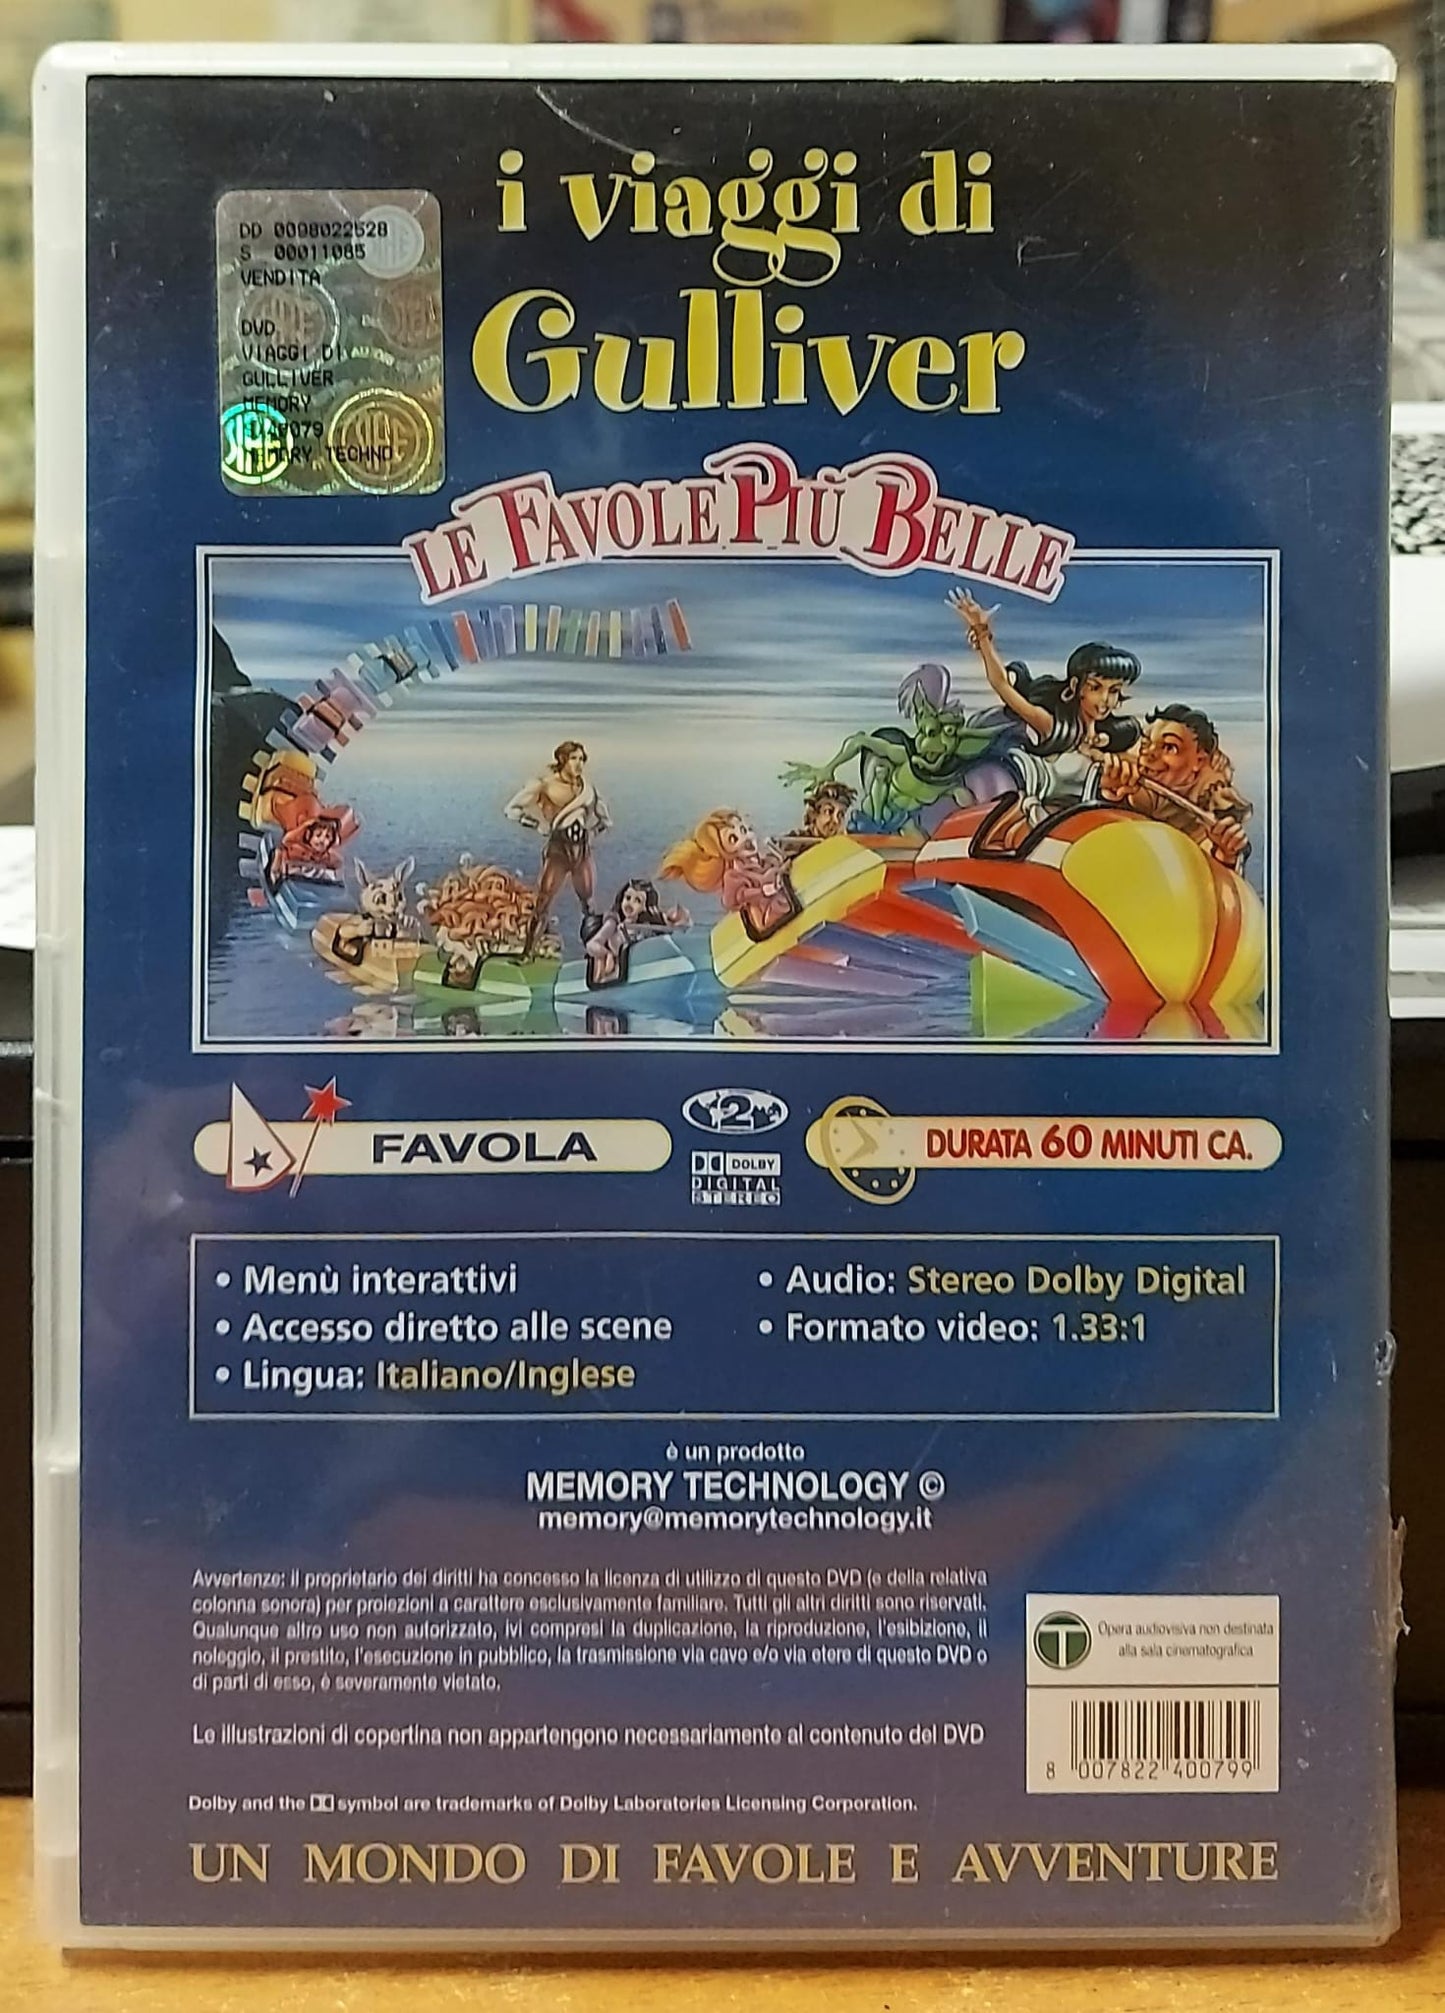 i viaggi di
Gulliver
DD 0098022528
S 00011085
VENDITA
DVD
VIAGGI DI
GULLIVER
MEMORY
MEMORY TECHNO
LE FAVOLE PIÙ BELLE
FAVOLA
2
DOLBY
DIGITAL
STEREO
DURATA 60 MINUTI CA.
• Menù interattivi
• Accesso diretto alle scene
• Lingua: Italiano/Inglese
• Audio: Stereo Dolby Digital
• Formato video: 1.33:1
è un prodotto
MEMORY TECHNOLOGY ©
memory@memorytechnology.it
Avvertenze: il proprietario dei diritti ha concesso la licenza di utilizzo di questo DVD (e della relativa
colonna sonora) per proiezioni a carattere esclusivamente familiare. Tutti gli altri diritti sono riservati.
Qualunque altro uso non autorizzato, ivi compresi la duplicazione, la riproduzione, l'esibizione, il
noleggio, il prestito, l'esecuzione in pubblico, la trasmissione via cavo e/o via etere di questo DVD o
di parti di esso, è severamente vietato.
Le illustrazioni di copertina non appartengono necessariamente al contenuto del DVD
Dolby and the symbol are trademarks of Dolby Laboratories Licensing Corporation.
T
Opera audiovisiva non destinata
alla sala cinematografica
8 007822 400799
UN MONDO DI FAVOLE E AVVENTURE